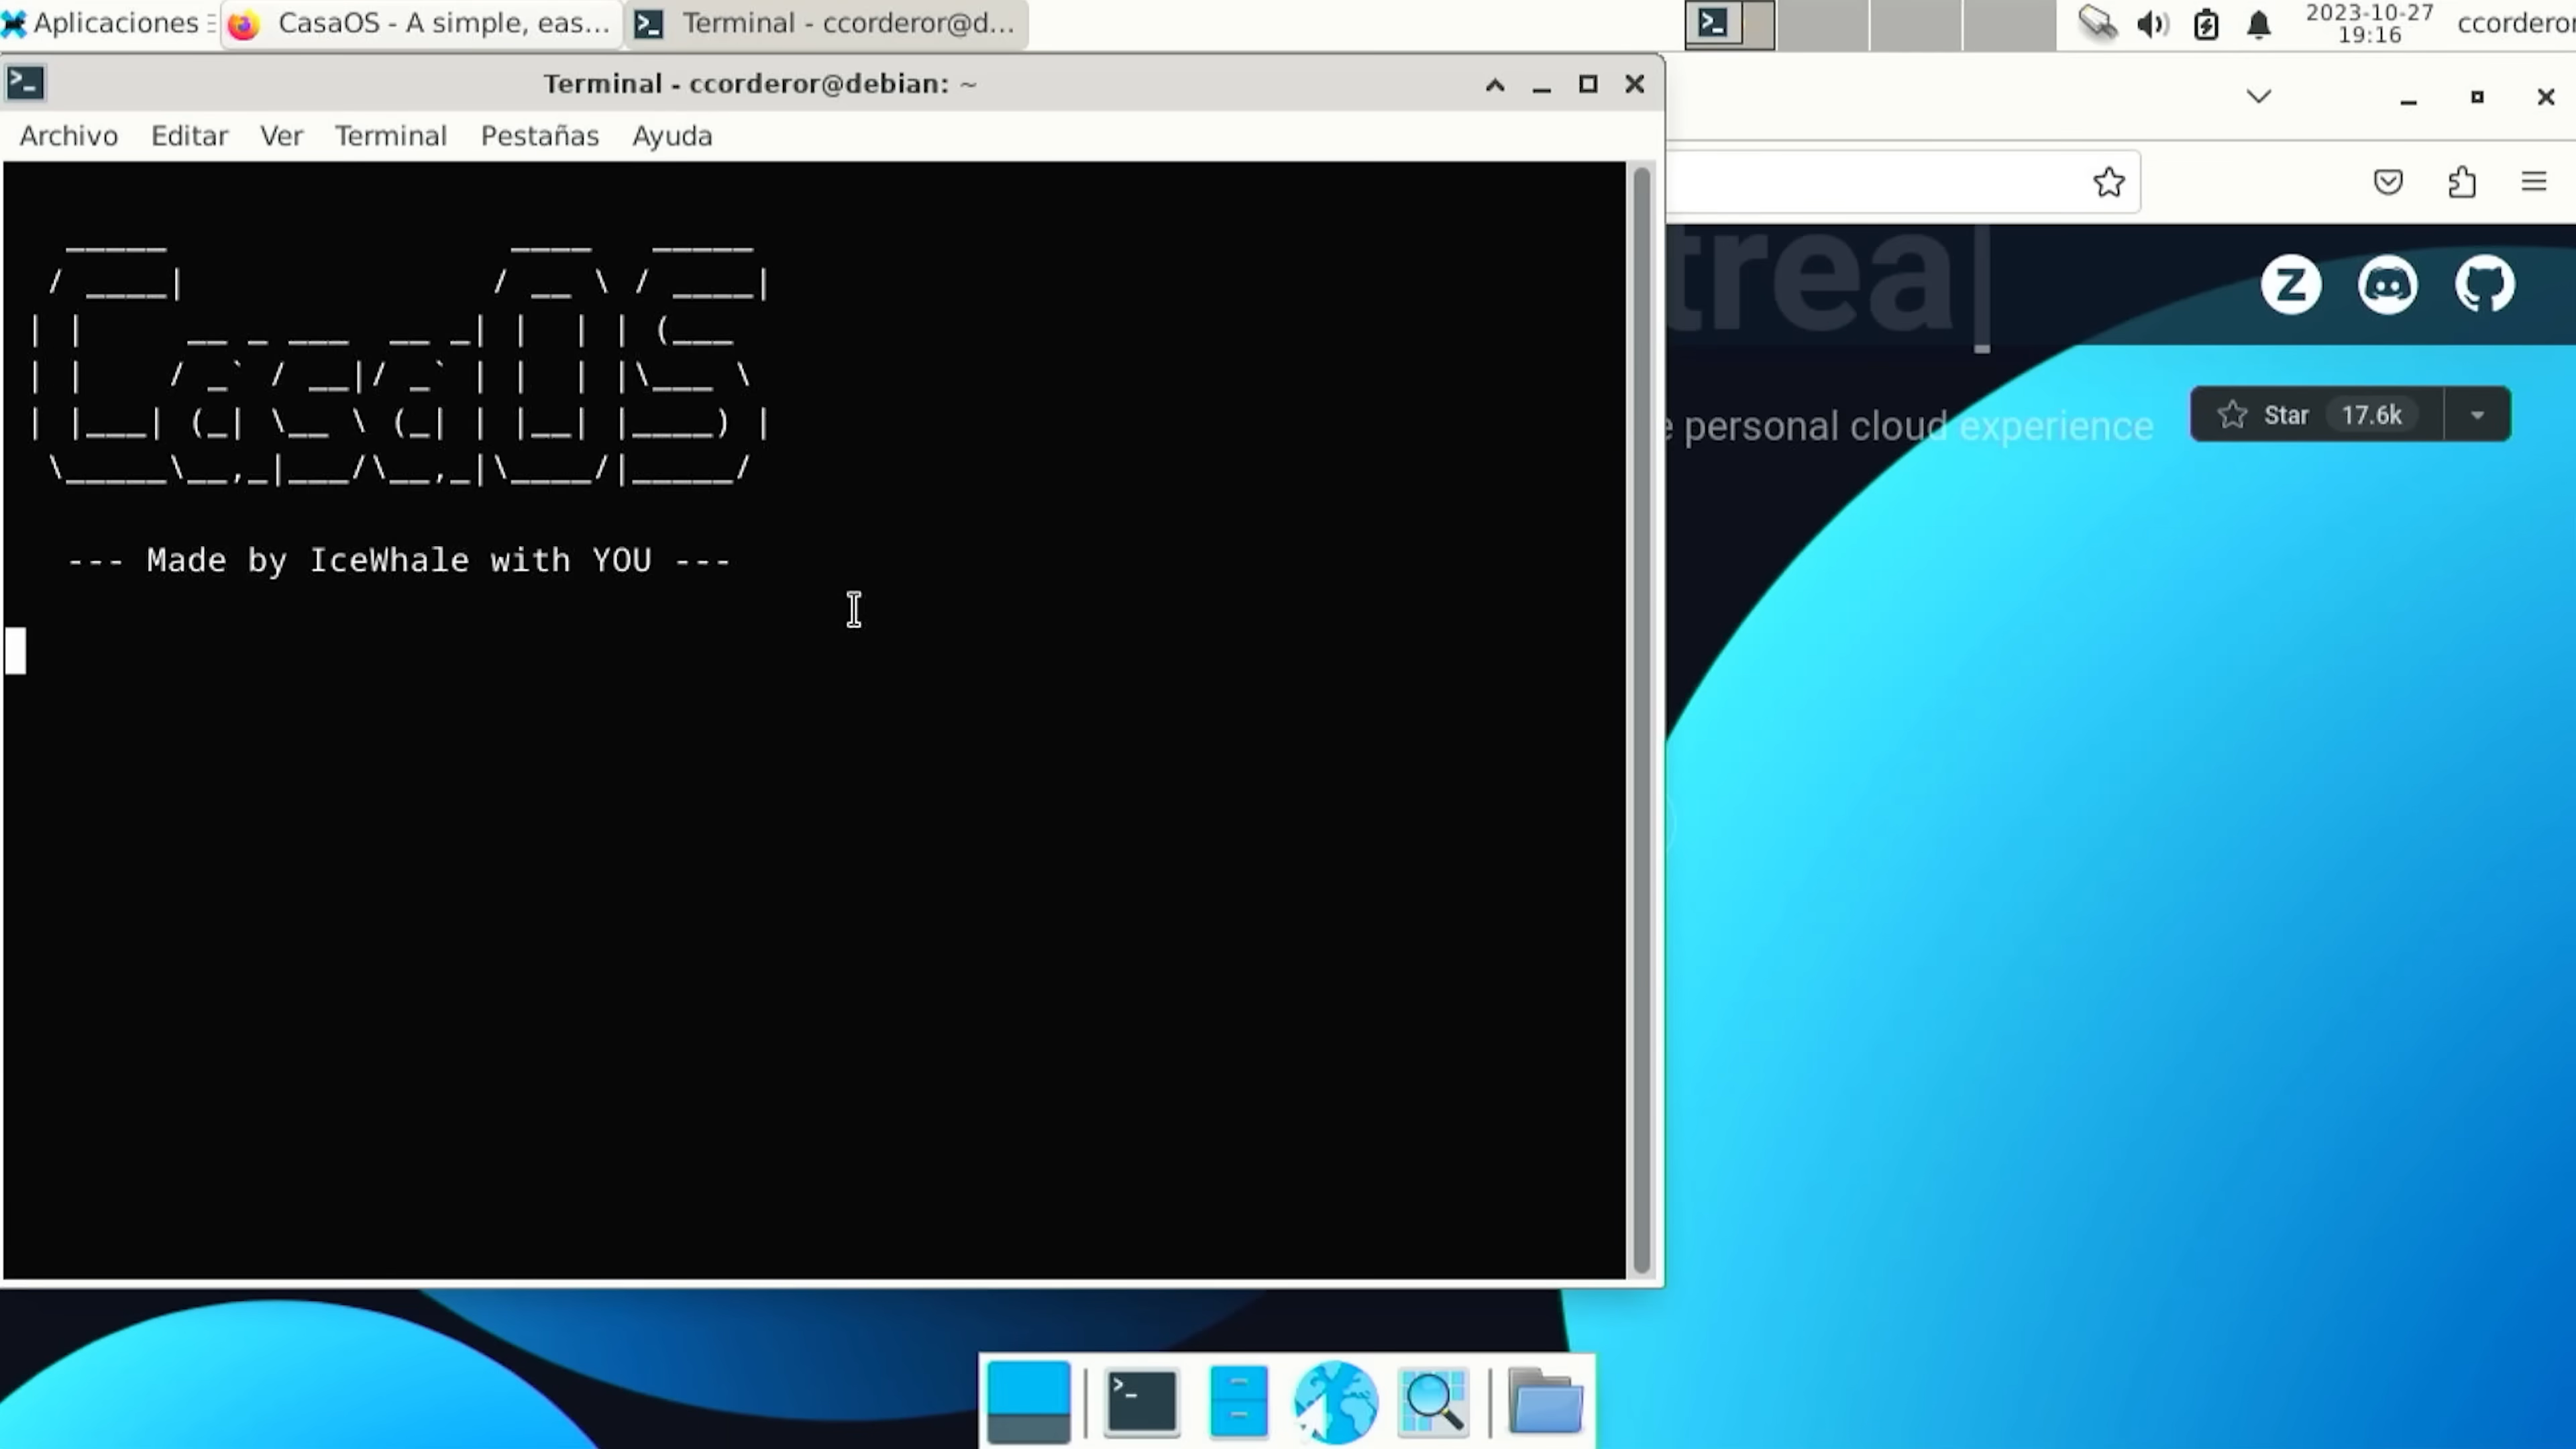 Aplicaciones
CasaOS - A simple, eas...
Terminal - ccorderor@d...
2023-10-27
19:16
ccorderor
Terminal - ccorderor@debian: ~
Archivo Editar Ver Terminal Pestañas Ayuda
CasaOS
--- Made by IceWhale with YOU ---
trea
personal cloud experience
Star 17.6k